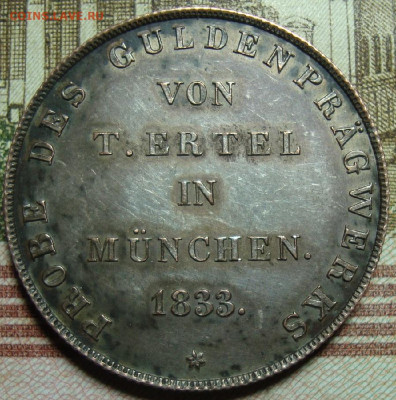 PROBE DES GULDENPRÄGWERKS
VON
T. ERTEL
IN
MÜNCHEN.
1833.